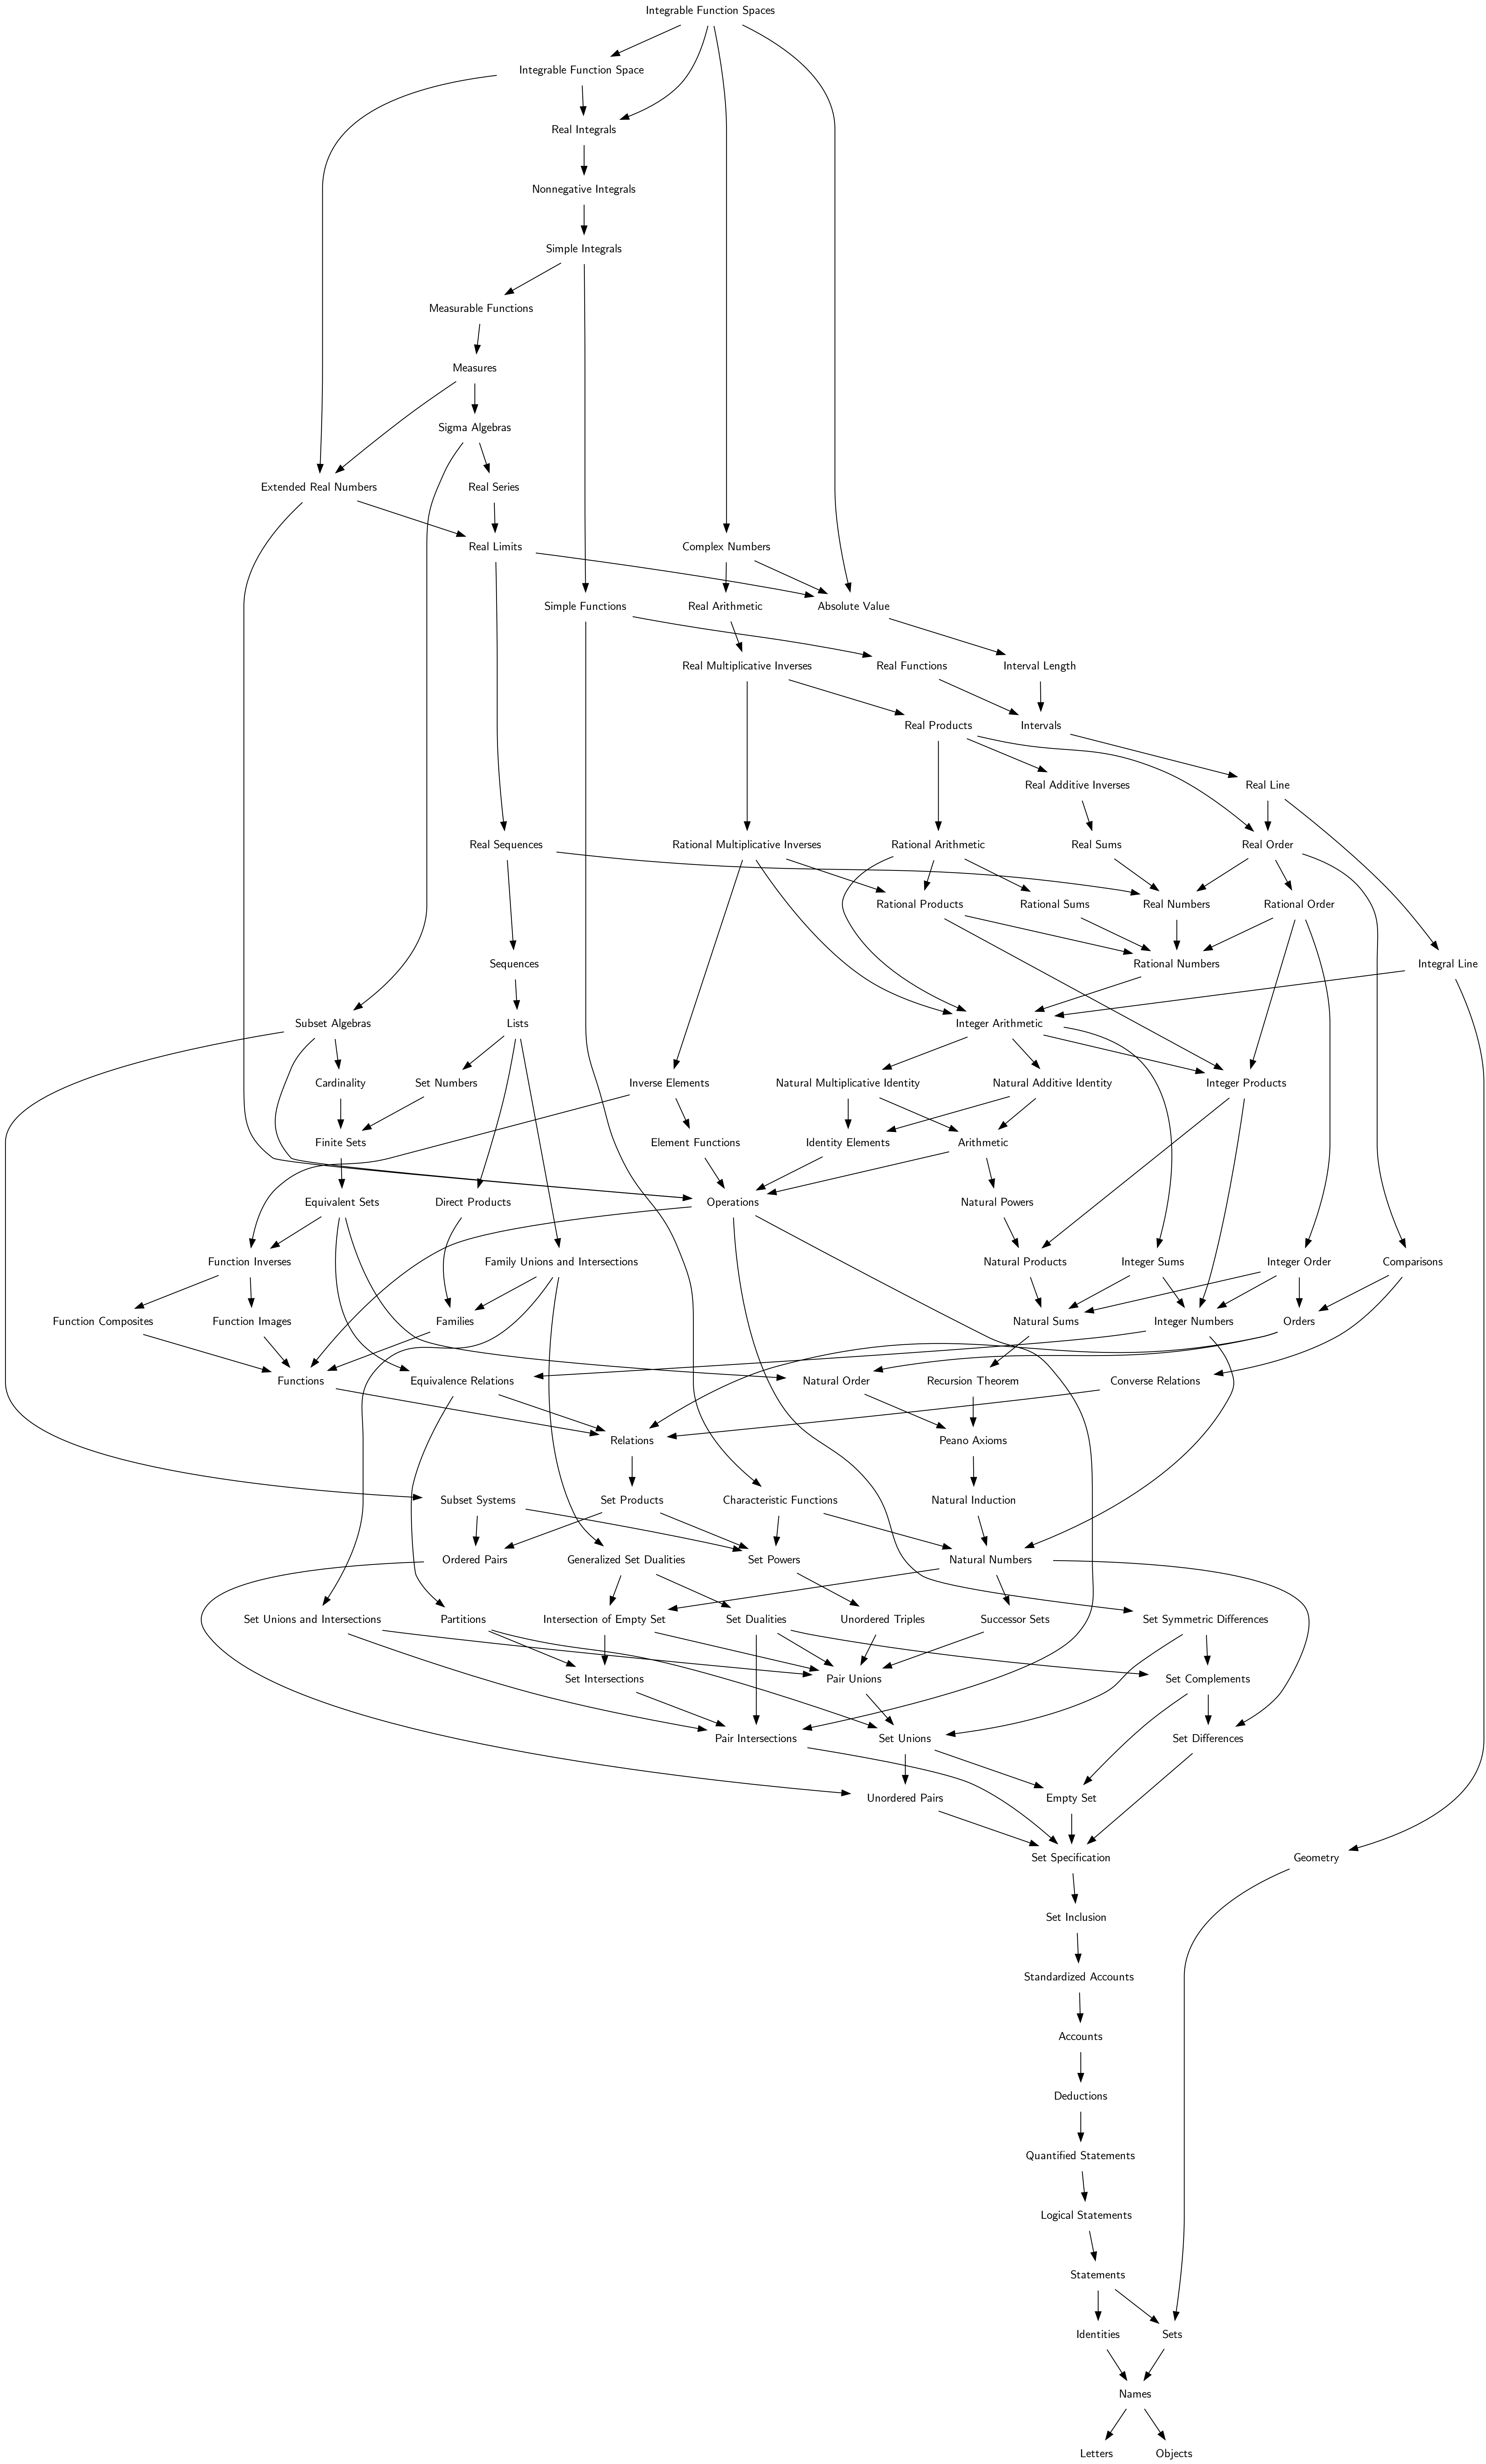 Integrable Function Spaces
Integrable Function Space
Real Integrals
Nonnegative Integrals
Simple Integrals
Measurable Functions
Measures
Sigma Algebras
Extended Real Numbers
Real Series
Real Limits
Complex Numbers
Simple Functions
Real Arithmetic
Absolute Value
Real Multiplicative Inverses
Real Functions
Interval Length
Real Products
Intervals
Real Additive Inverses
Real Line
Real Sequences
Rational Multiplicative Inverses
Rational Arithmetic
Real Sums
Real Order
Rational Products
Rational Sums
Real Numbers
Rational Order
Sequences
Rational Numbers
Integral Line
Subset Algebras
Lists
Integer Arithmetic
Cardinality
Set Numbers
Inverse Elements
Natural Multiplicative Identity
Natural Additive Identity
Integer Products
Finite Sets
Element Functions
Identity Elements
Arithmetic
Equivalent Sets
Direct Products
Operations
Natural Powers
Function Inverses
Family Unions and Intersections
Natural Products
Integer Sums
Integer Order
Comparisons
Function Composites
Function Images
Families
Natural Sums
Integer Numbers
Orders
Functions
Equivalence Relations
Natural Order
Recursion Theorem
Converse Relations
Relations
Peano Axioms
Subset Systems
Set Products
Characteristic Functions
Natural Induction
Ordered Pairs
Generalized Set Dualities
Set Powers
Natural Numbers
Set Unions and Intersections
Partitions
Intersection of Empty Set
Set Dualities
Unordered Triples
Successor Sets
Set Symmetric Differences
Set Intersections
Pair Unions
Set Complements
Pair Intersections
Set Unions
Set Differences
Unordered Pairs
Empty Set
Set Specification
Geometry
Set Inclusion
Standardized Accounts
Accounts
Deductions
Quantified Statements
Logical Statements
Statements
Identities
Sets
Names
Letters
Objects